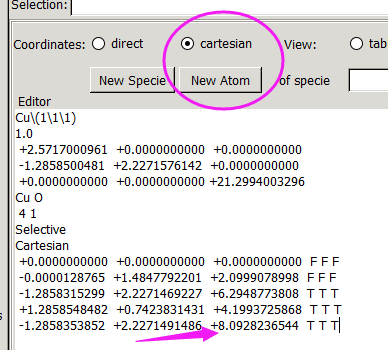 Selection:
Coordinates: direct cartesian View: tab
New Specie New Atom of specie
Editor
Cu\(1\1\1)
1.0
+2.5717000961 +0.0000000000 +0.0000000000
-1.2858500481 +2.2271576142 +0.0000000000
+0.0000000000 +0.0000000000 +21.2994003296
Cu O
4 1
Selective
Cartesian
+0.0000000000 +0.0000000000 +0.0000000000 F F F
-0.0000128765 +1.4847792201 +2.0999078998 F F F
-1.2858315299 +2.2271469227 +6.2948773808 T T T
+1.2858548482 +0.7423831431 +4.1993725868 T T T
-1.2858353852 +2.2271491486 +8.0928236544 T T T